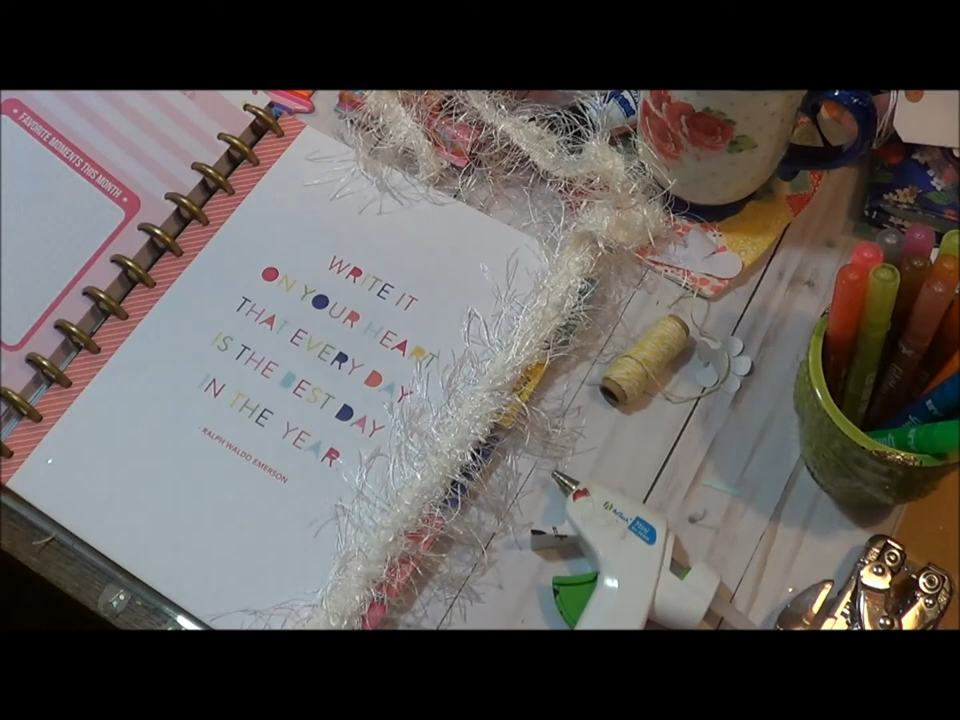 FAVORITE MOMENTS THIS MONTH
WRITE IT
ON YOUR HEART
THAT EVERY DAY
IS THE BEST DAY
IN THE YEAR
- RALPH WALDO EMERSON